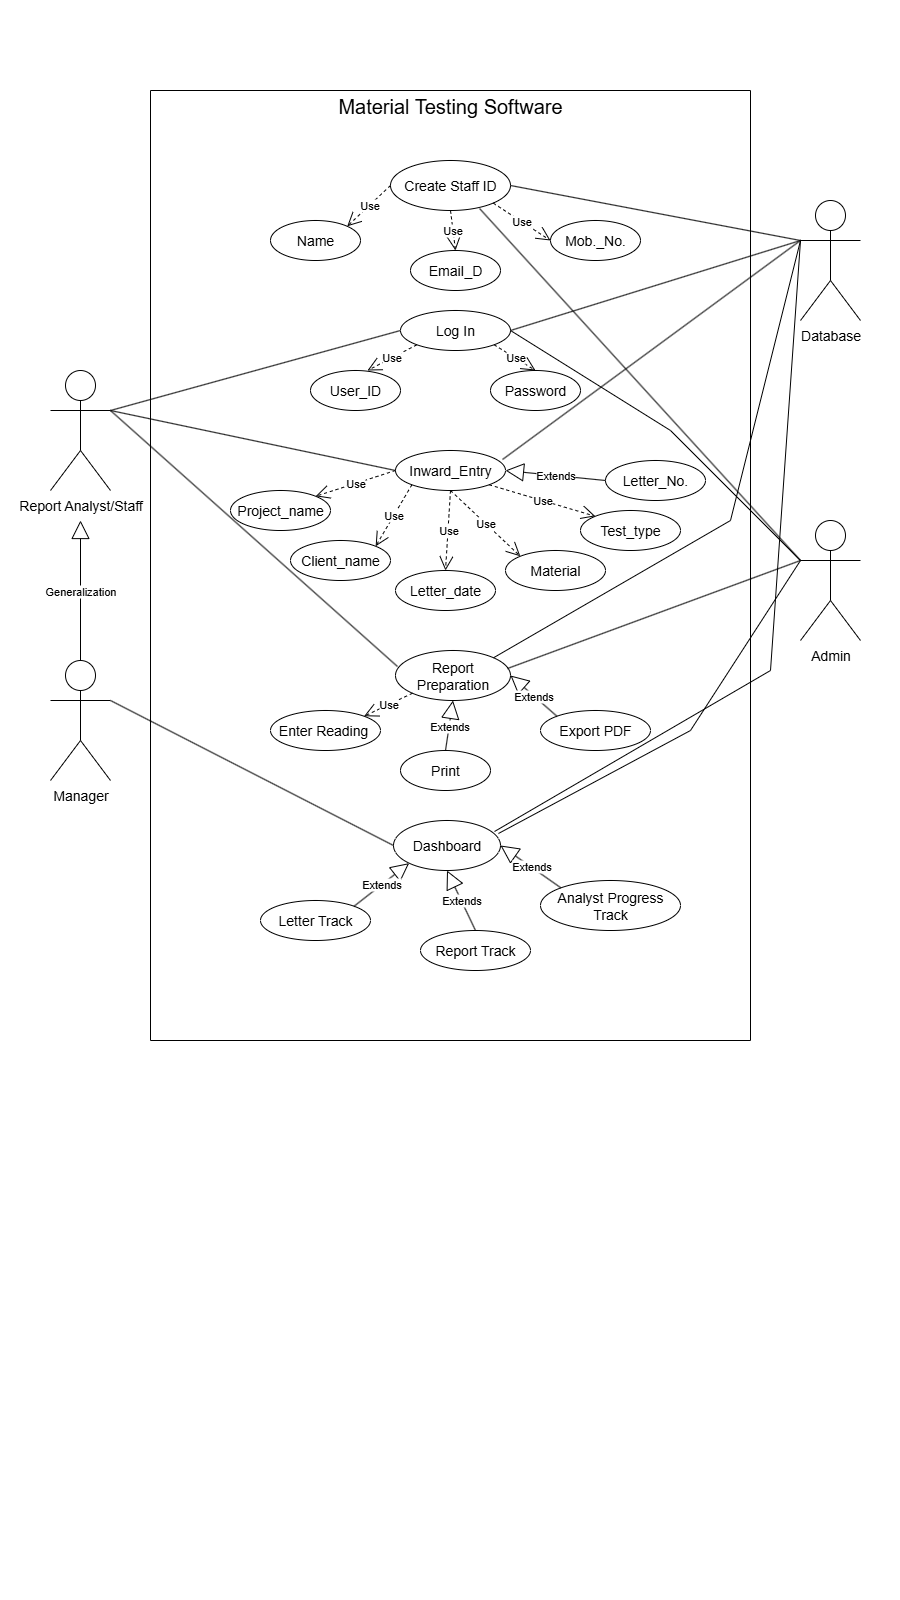 Material Testing Software
Create Staff ID
Use
Use
Use
Name
Email_D
Mob._No.
Database
Log In
Use
Use
User_ID
Password
Report Analyst/Staff
Inward_Entry
Extends
Letter_No.
Use
Use
Use
Use
Use
Project_name
Client_name
Letter_date
Material
Test_type
Generalization
Admin
Report
Preparation
Use
Extends
Extends
Enter Reading
Print
Export PDF
Manager
Dashboard
Extends
Extends
Extends
Letter Track
Report Track
Analyst Progress
Track